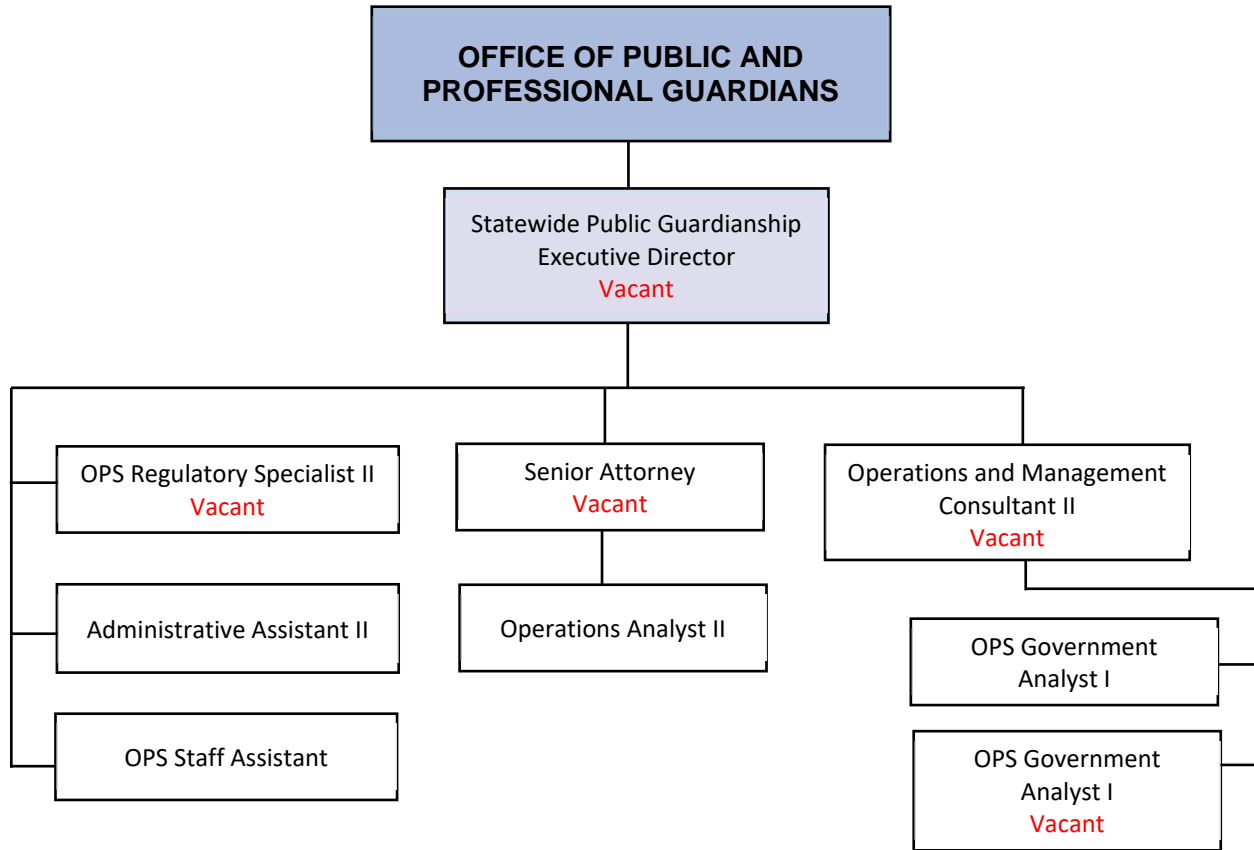 OFFICE OF PUBLIC AND
PROFESSIONAL GUARDIANS
Statewide Public Guardianship
Executive Director
Vacant
OPS Regulatory Specialist II
Vacant
Senior Attorney
Vacant
Operations and Management
Consultant II
Vacant
Administrative Assistant II
Operations Analyst II
OPS Government
Analyst I
OPS Staff Assistant
OPS Government
Analyst I
Vacant